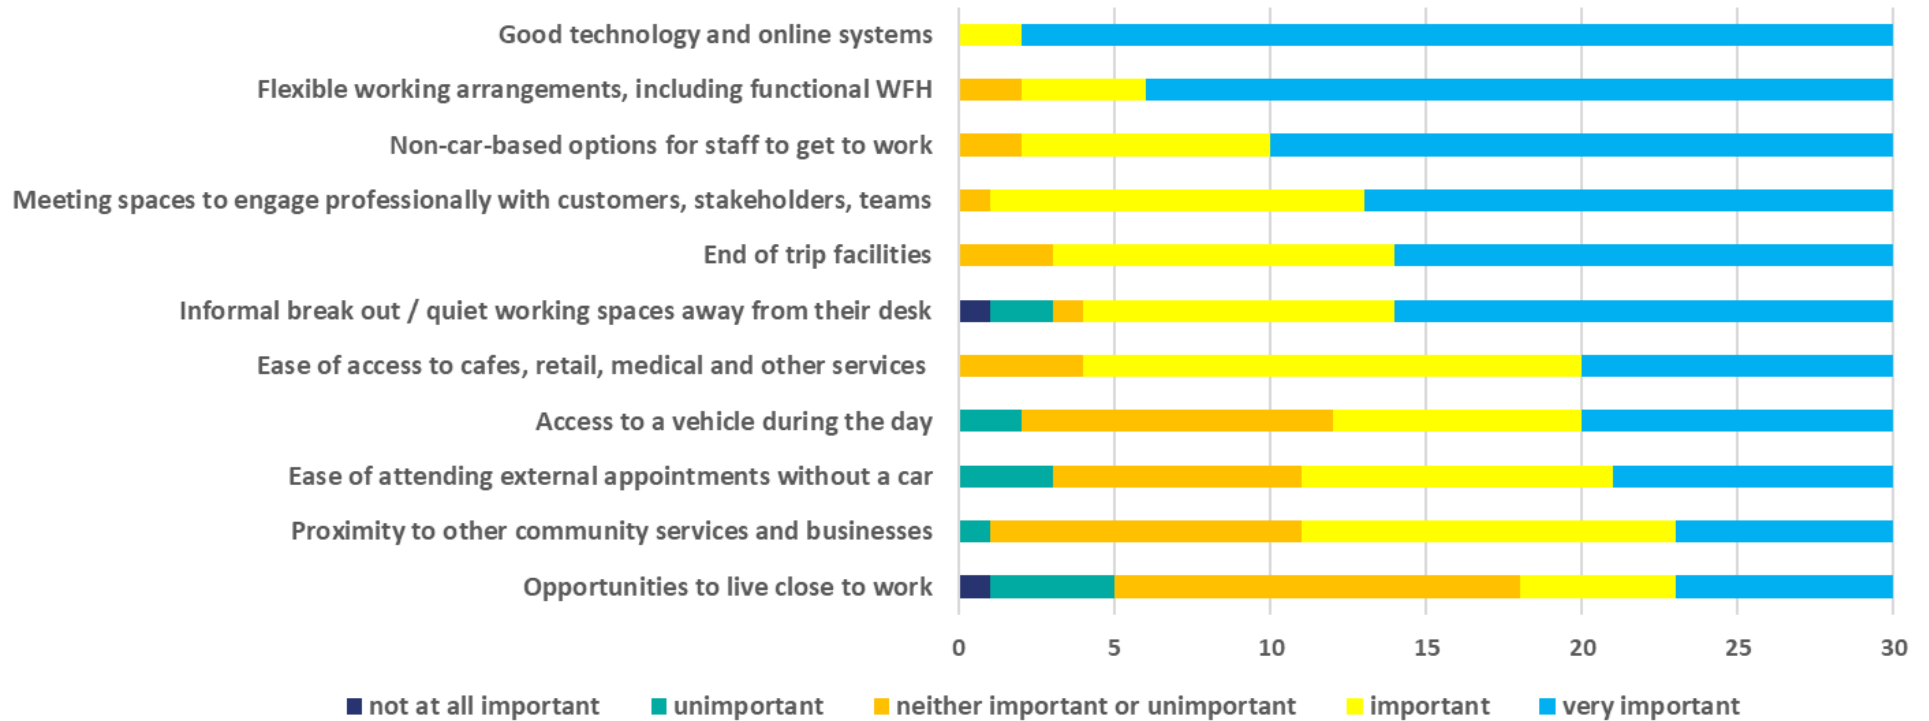 Good technology and online systems
Flexible working arrangements, including functional WFH
Non-car-based options for staff to get to work
Meeting spaces to engage professionally with customers, stakeholders, teams
End of trip facilities
Informal break out / quiet working spaces away from their desk
Ease of access to cafes, retail, medical and other services
Access to a vehicle during the day
Ease of attending external appointments without a car
Proximity to other community services and businesses
Opportunities to live close to work
0 5 10 15 20 25 30
not at all important unimportant neither important or unimportant important very important